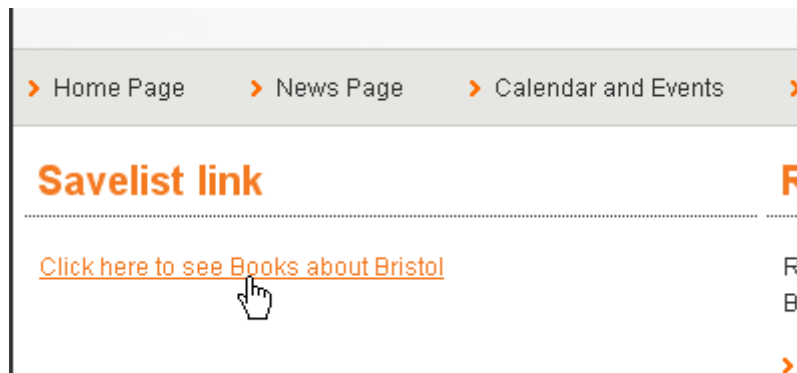 Home Page News Page Calendar and Events
Savelist link
Click here to see Books about Bristol